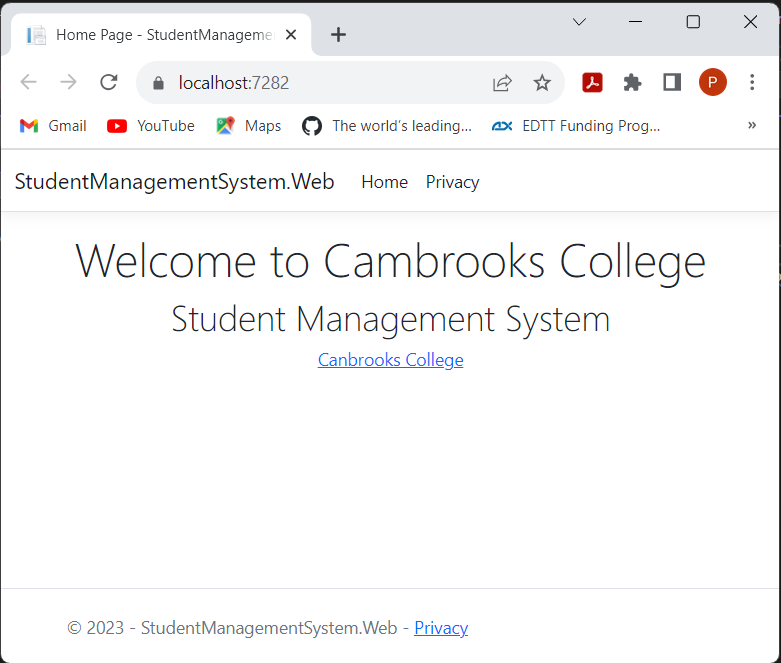 Home Page - StudentManageme
localhost:7282
P
Gmail YouTube Maps The world's leading... EDTT Funding Prog... »
StudentManagementSystem.Web Home Privacy
Welcome to Cambrooks College
Student Management System
Canbrooks College
© 2023 - StudentManagementSystem.Web - Privacy